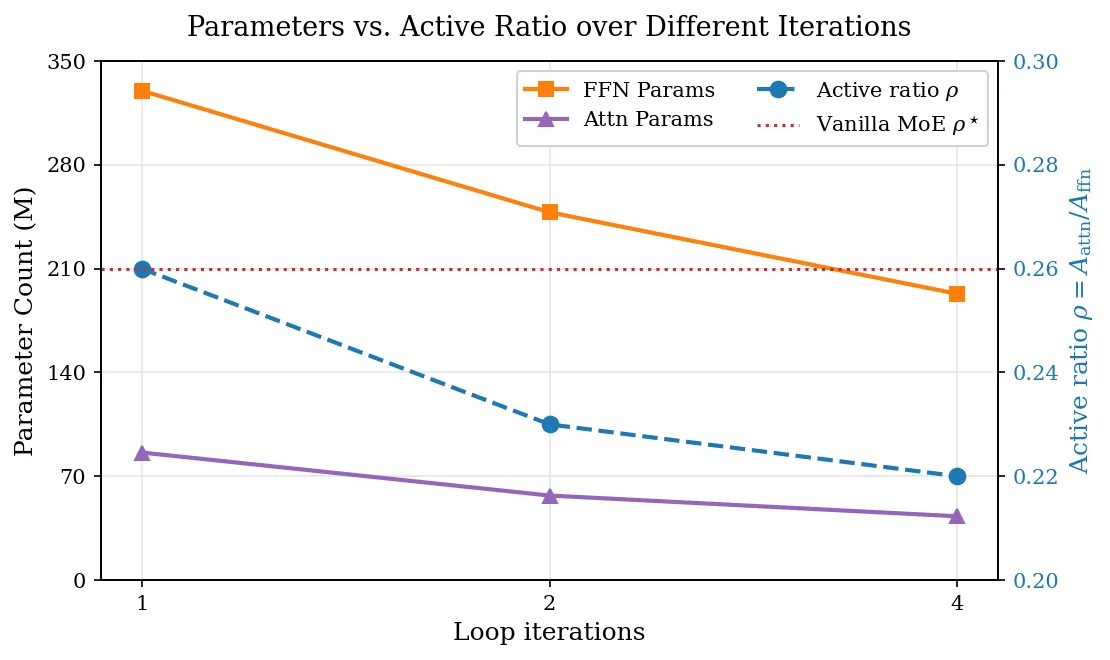 Parameters vs. Active Ratio over Different Iterations
350
280
210
140
70
0
Parameter Count (M)
FFN Params
Attn Params
Active ratio ρ
Vanilla MoE ρ⋆
0.30
0.28
0.26
0.24
0.22
0.20
Active ratio ρ = A_attn/A_ffn
1
2
4
Loop iterations